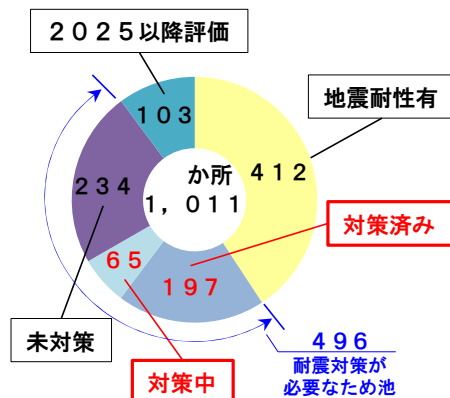 ２０２５以降評価
１０３
地震耐性有
４１２
か所
１，０１１
２３４
対策済み
６５
１９７
未対策
対策中
４９６
耐震対策が
必要なため池